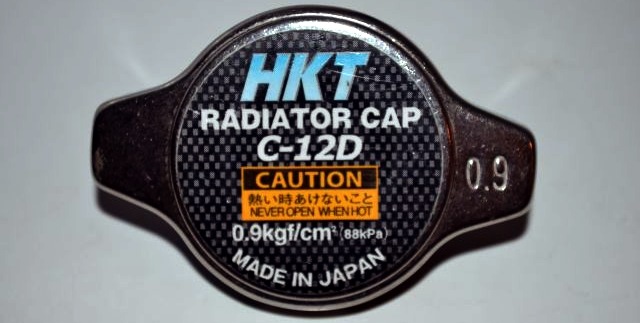 HKT
RADIATOR CAP
C-12D
CAUTION
熱い時あけないこと
NEVER OPEN WHEN HOT
0.9kgf/cm² (88kPa)
MADE IN JAPAN
0.9